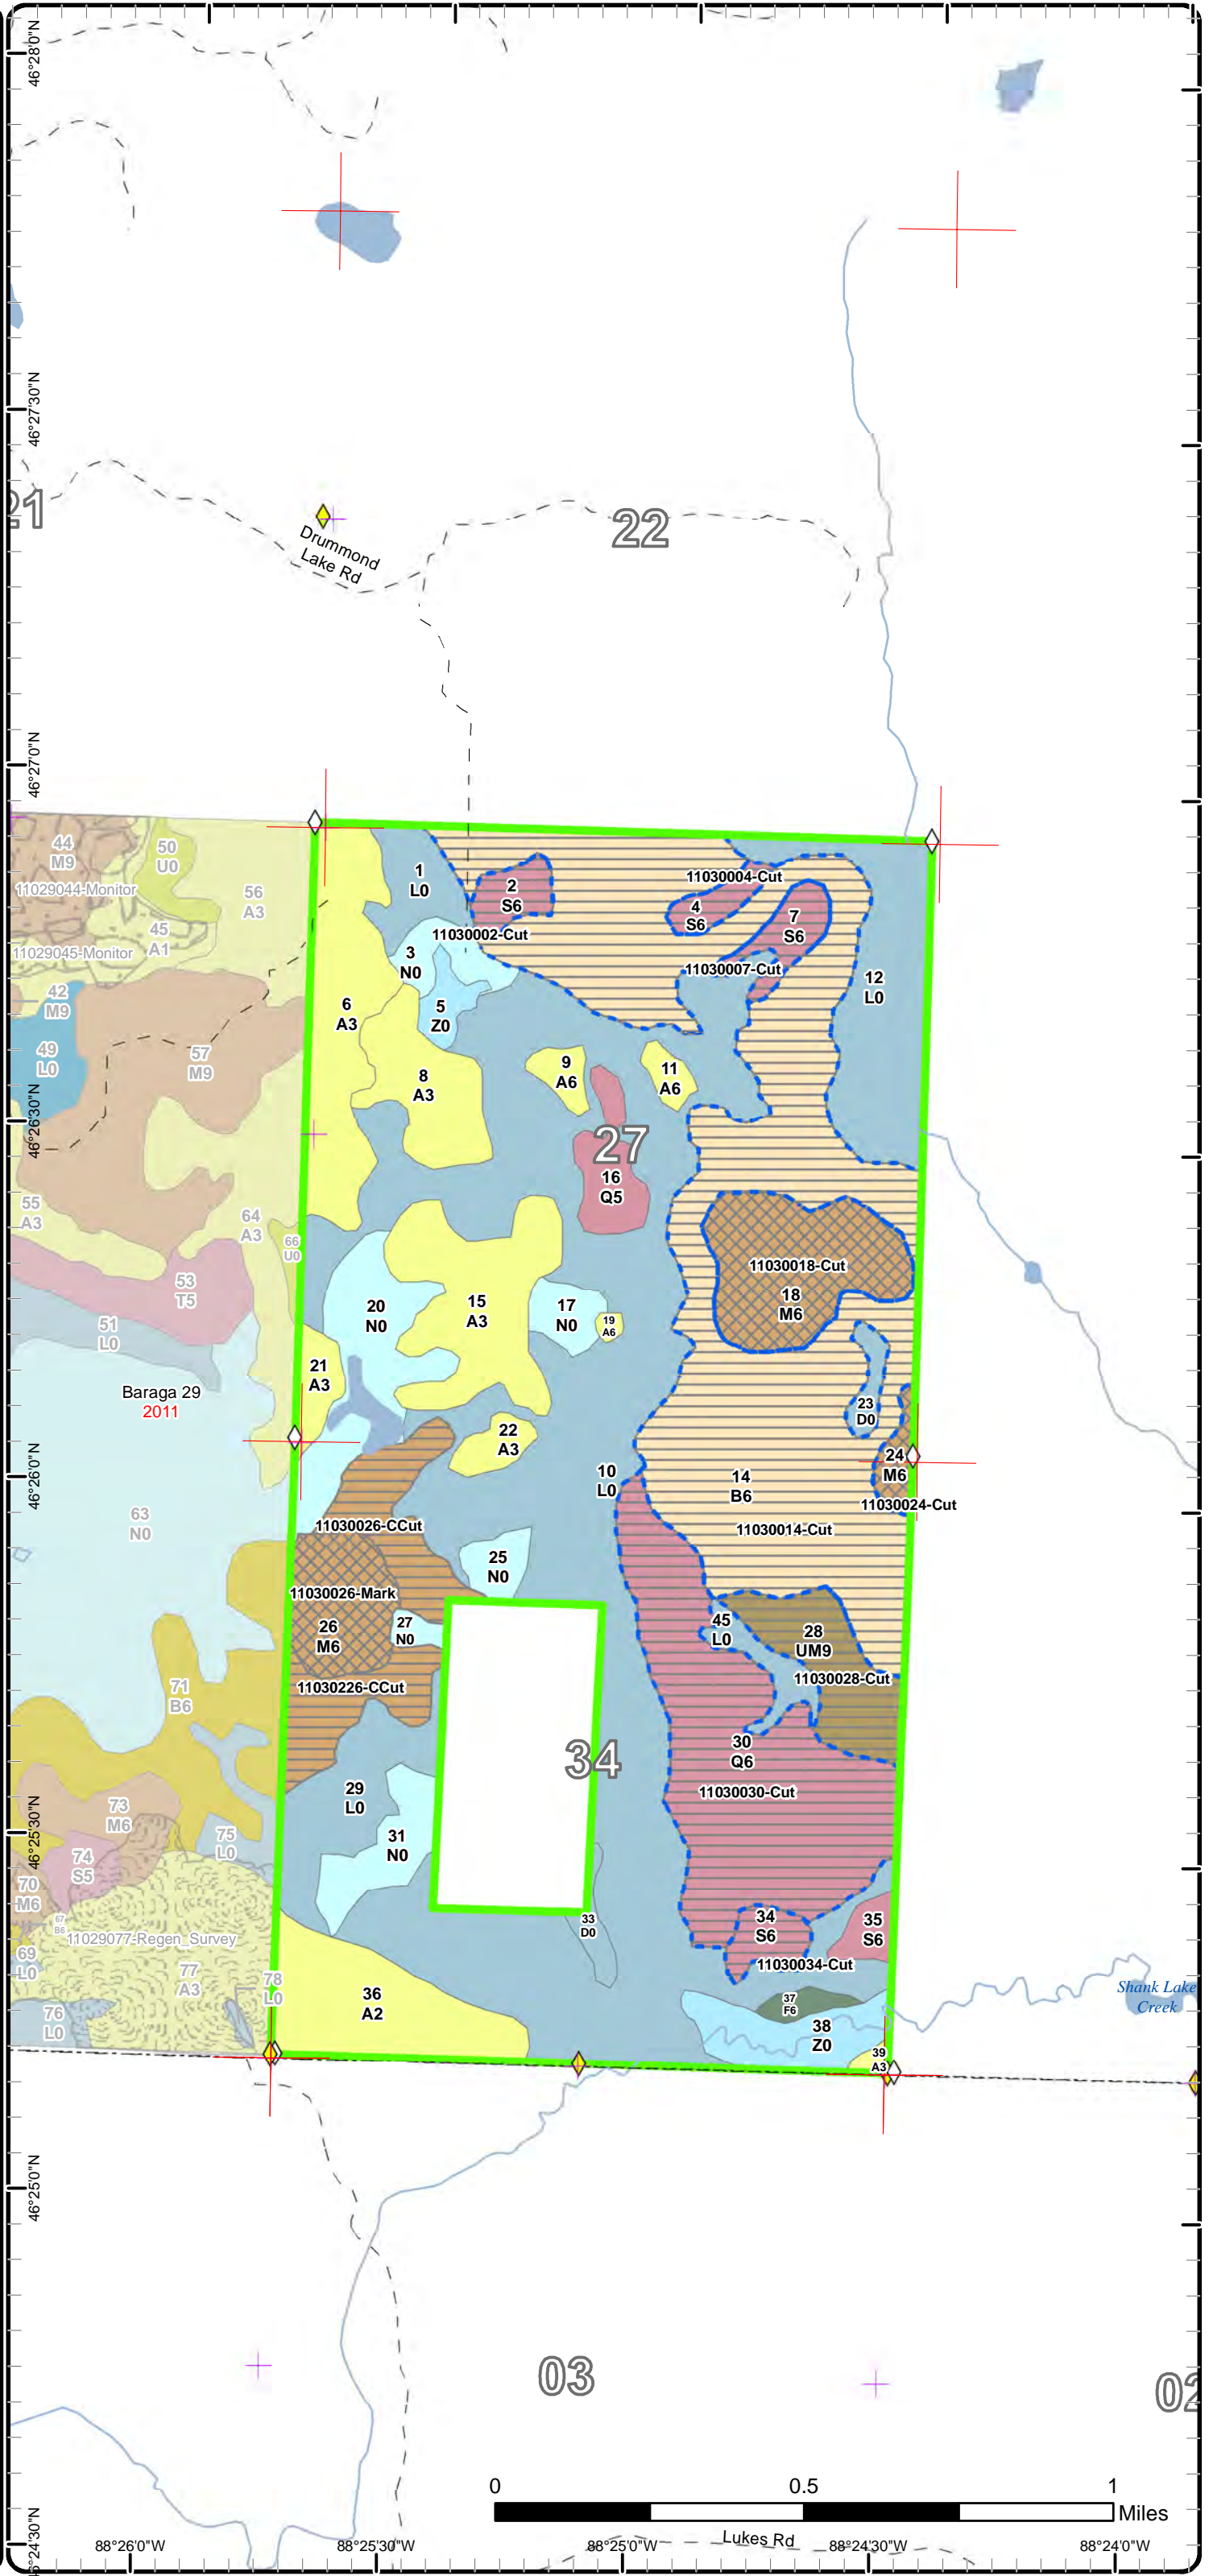 46°28'0"N
46°27'30"N
21
22
Drummond
Lake Rd
46°27'0"N
44
M9
11029044-Monitor
50
U0
56
A3
45
A1
11029045-Monitor
42
M9
49
L0
57
M9
1
L0
2
S6
11030004-Cut
4
S6
7
S6
11030002-Cut
3
N0
11030007-Cut
12
L0
5
Z0
6
A3
8
A3
9
A6
11
A6
46°26'30"N
27
16
Q5
55
A3
64
A3
66
U0
53
T5
51
L0
11030018-Cut
18
M6
20
N0
15
A3
17
N0
19
A6
21
A3
Baraga 29
2011
23
D0
22
A3
24
M6
46°26'0"N
10
L0
14
B6
11030024-Cut
63
N0
11030026-CCut
11030014-Cut
25
N0
11030026-Mark
26
M6
27
N0
45
L0
28
UM9
11030028-Cut
11030226-CCut
71
B6
34
30
Q6
11030030-Cut
29
L0
73
M6
75
L0
46°25'30"N
31
N0
74
S5
70
M6
67
B6
11029077-Regen_Survey
69
L0
77
A3
78
L0
76
L0
33
D0
34
S6
35
S6
11030034-Cut
36
A2
37
F6
38
Z0
39
A3
Shank Lake
Creek
46°25'0"N
03
02
0
0.5
1
Miles
46°24'30"N
Lukes Rd
88°26'0"W
88°25'30"W
88°25'0"W
88°24'30"W
88°24'0"W